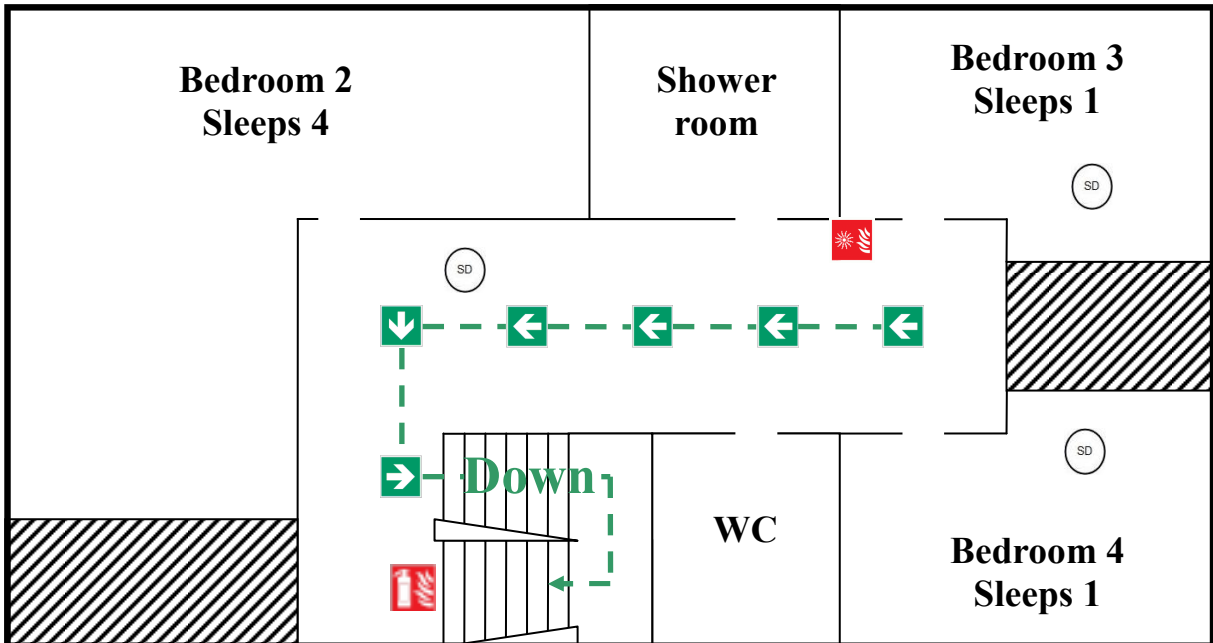 Bedroom 2
Sleeps 4
Shower
room
Bedroom 3
Sleeps 1
SD
SD
SD
Down
WC
Bedroom 4
Sleeps 1